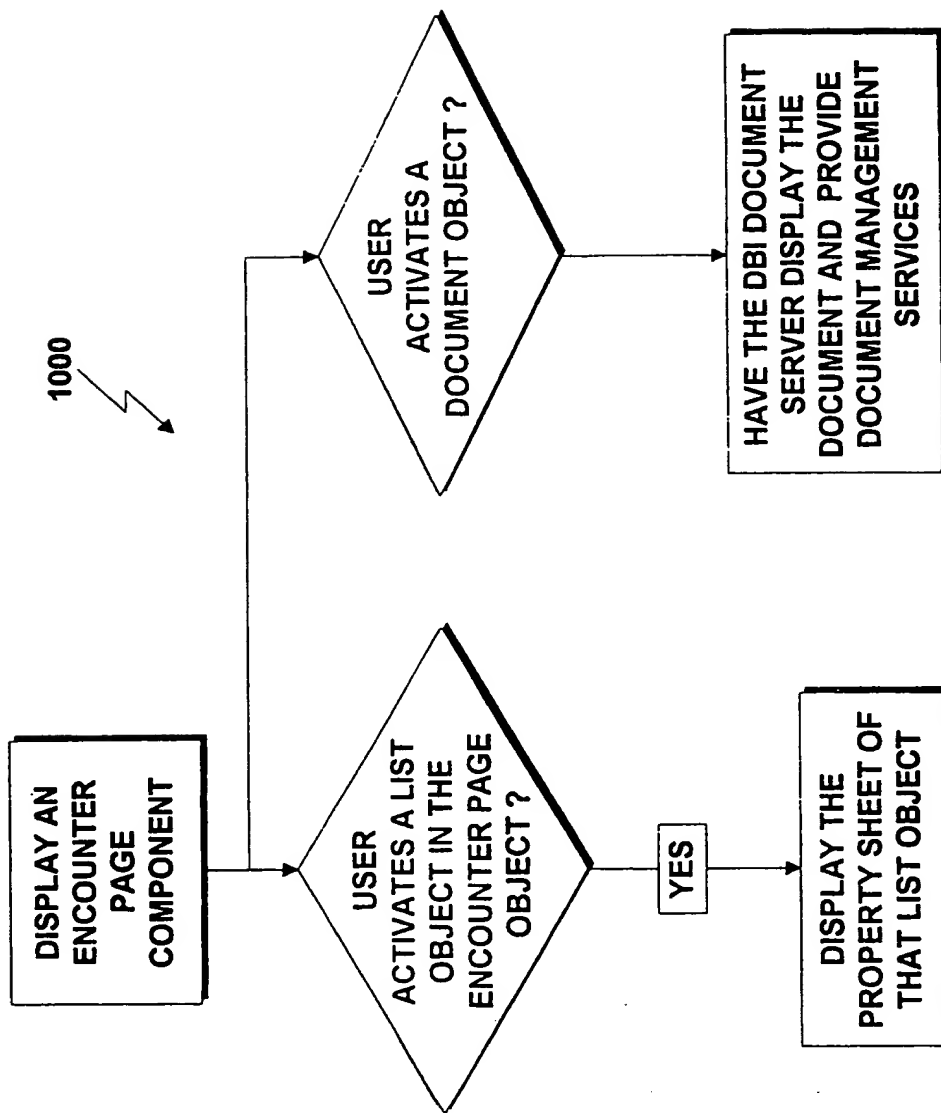 1000
DISPLAY AN
ENCOUNTER
PAGE
COMPONENT
USER
ACTIVATES A LIST
OBJECT IN THE
ENCOUNTER PAGE
OBJECT ?
YES
DISPLAY THE
PROPERTY SHEET OF
THAT LIST OBJECT
USER
ACTIVATES A
DOCUMENT OBJECT ?
HAVE THE DBI DOCUMENT
SERVER DISPLAY THE
DOCUMENT AND PROVIDE
DOCUMENT MANAGEMENT
SERVICES